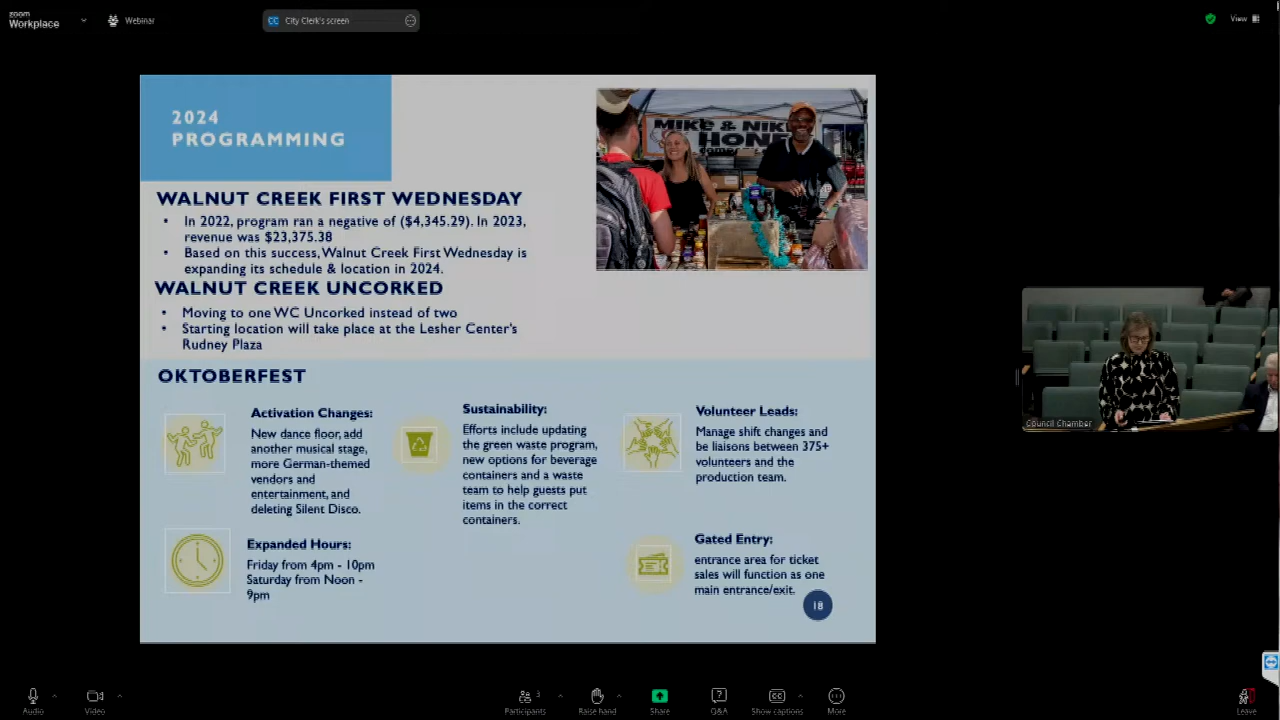 zoom
Workplace
Webinar
CC City Clerk's screen
View
2024
PROGRAMMING
MIKE & NIK
HONE
WALNUT CREEK FIRST WEDNESDAY
• In 2022, program ran a negative of ($4,345.29). In 2023,
revenue was $23,375.38
• Based on this success, Walnut Creek First Wednesday is
expanding its schedule & location in 2024.
WALNUT CREEK UNCORKED
• Moving to one WC Uncorked instead of two
• Starting location will take place at the Lesher Center's
Rudney Plaza
OKTOBERFEST
Activation Changes:
New dance floor, add
another musical stage,
more German-themed
vendors and
entertainment, and
deleting Silent Disco.
Expanded Hours:
Friday from 4pm - 10pm
Saturday from Noon -
9pm
Sustainability:
Efforts include updating
the green waste program,
new options for beverage
containers and a waste
team to help guests put
items in the correct
containers.
Volunteer Leads:
Manage shift changes and
be liaisons between 375+
volunteers and the
production team.
Gated Entry:
entrance area for ticket
sales will function as one
main entrance/exit.
18
Council Chamber
Audio
Video
3
Participants
Raise hand
Share
Q&A
CC
Show captions
More
Leave